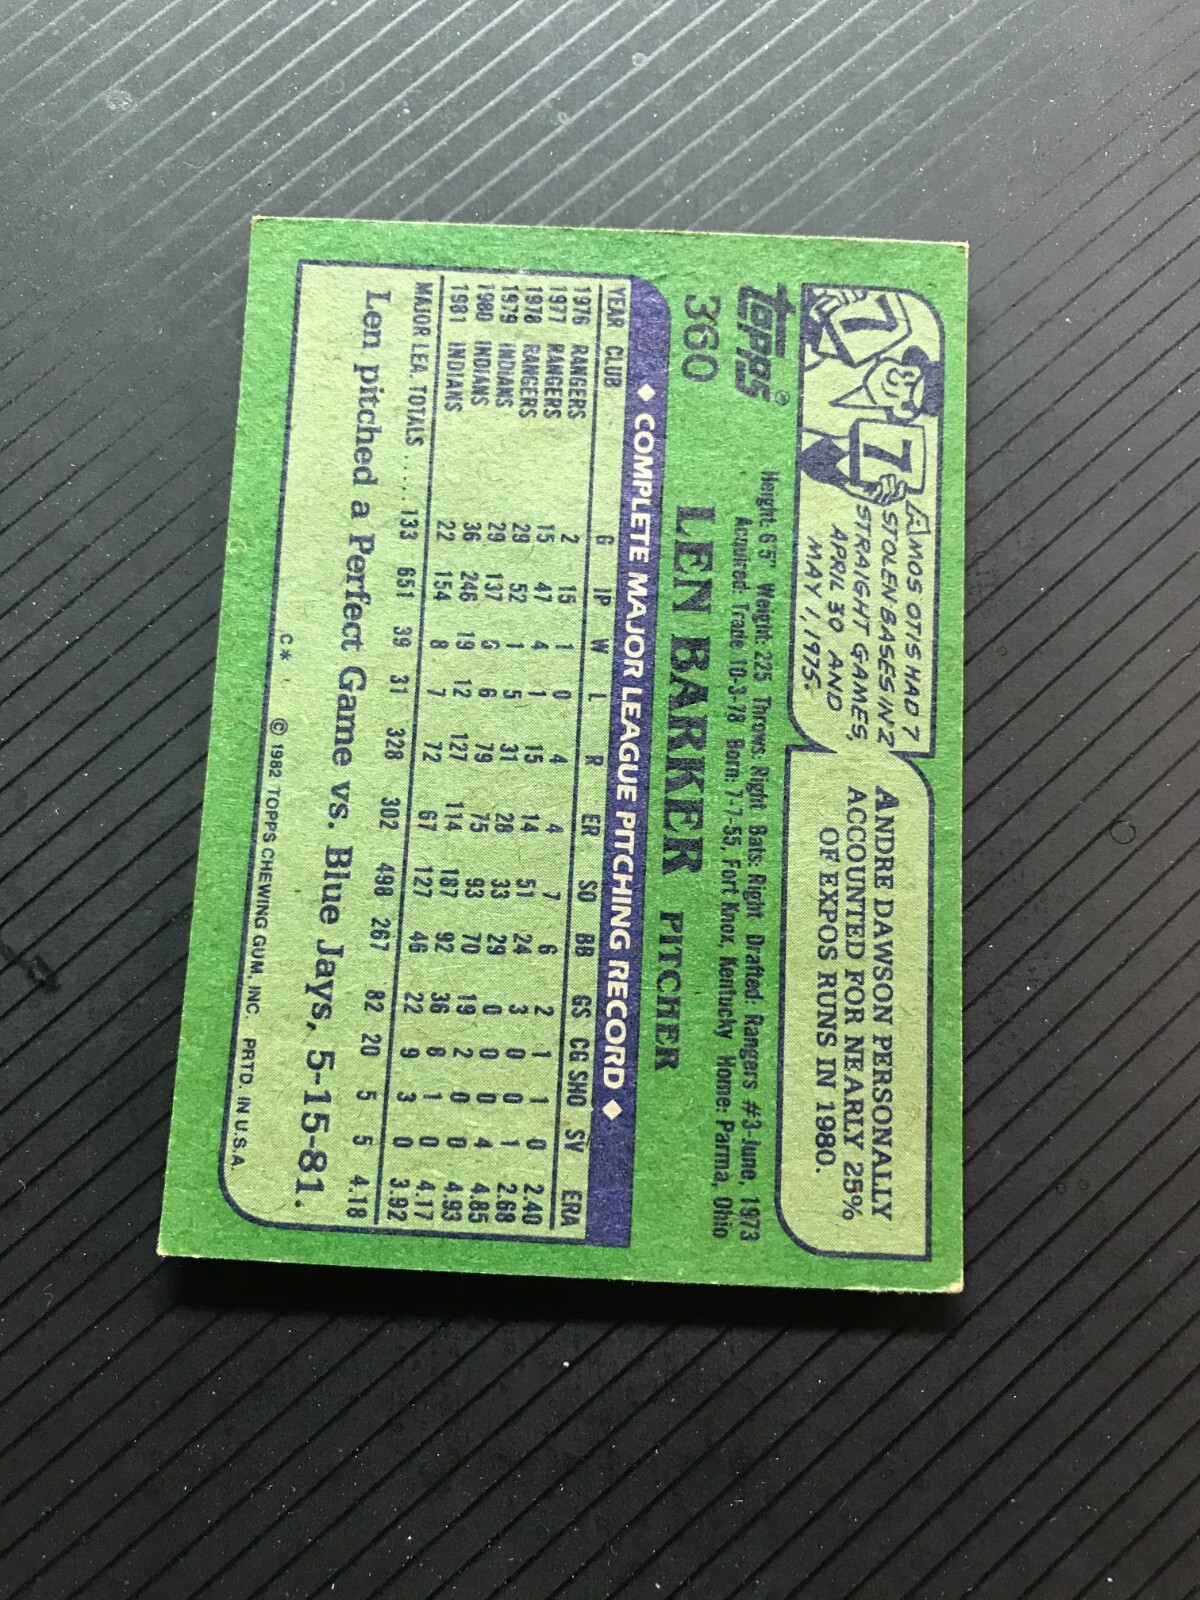 7
7
AMOS OTIS HAD 7
STOLEN BASES IN 2
STRAIGHT GAMES,
APRIL 30 AND
MAY 1, 1975.
ANDRE DAWSON PERSONALLY
ACCOUNTED FOR NEARLY 25%
OF EXPOS RUNS IN 1980.
topps®
360
Height: 6'5" Weight: 225 Throws: Right Bats: Right Drafted: Rangers #3-June, 1973
Acquired: Trade 10-3-78 Born: 7-7-55, Fort Knox, Kentucky Home: Parma, Ohio
LEN BARKER PITCHER
◆ COMPLETE MAJOR LEAGUE PITCHING RECORD ◆
YEAR CLUB G IP W L R ER SO BB GS CG SHO SV ERA
1976 RANGERS 2 15 1 0 4 4 7 6 2 1 1 0 2.40
1977 RANGERS 15 47 4 1 15 14 51 24 3 0 0 1 2.68
1978 RANGERS 29 52 1 5 31 28 33 29 0 0 0 4 4.85
1979 INDIANS 29 137 6 6 79 75 93 70 19 2 0 0 4.93
1980 INDIANS 36 246 19 12 127 114 187 92 36 8 1 0 4.17
1981 INDIANS 22 154 8 7 72 67 127 46 22 9 3 0 3.92
MAJOR LEA. TOTALS ..... 133 651 39 31 328 302 498 267 82 20 5 5 4.18
Len pitched a Perfect Game vs. Blue Jays, 5-15-81.
C* © 1982 TOPPS CHEWING GUM, INC. PRTD. IN U.S.A.